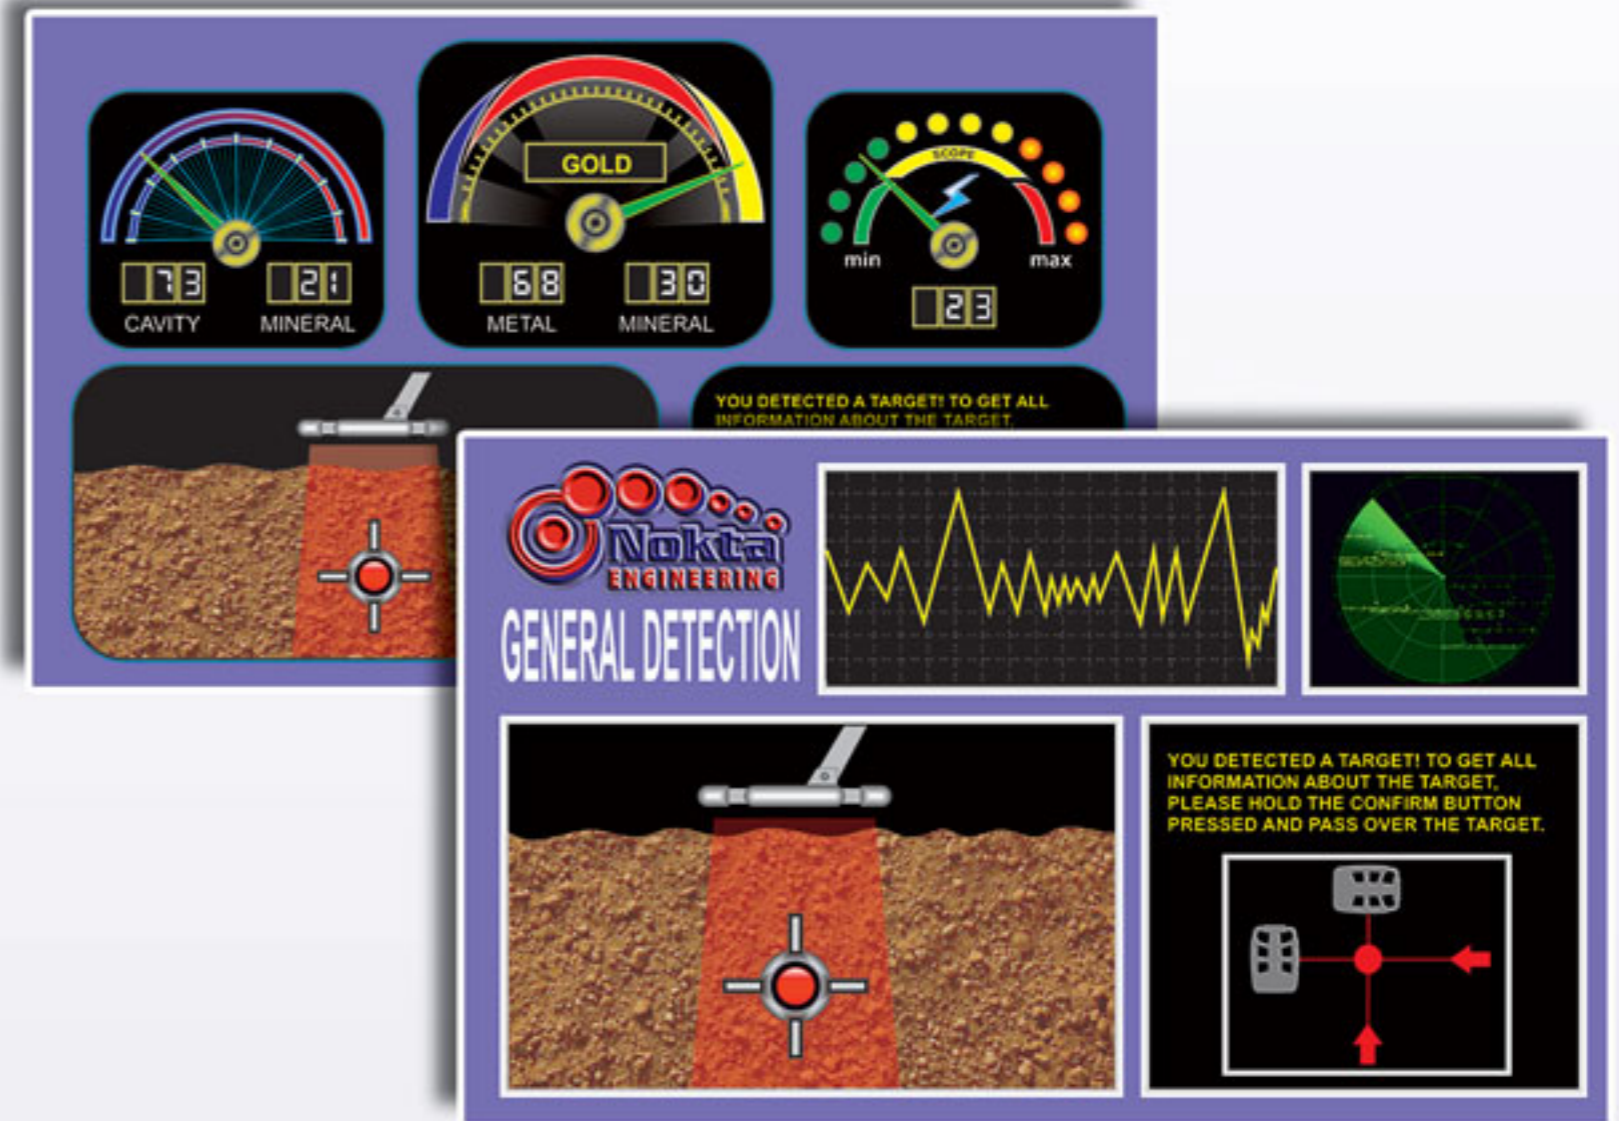 GOLD
SCOPE
min
max
73
21
68
30
23
CAVITY
MINERAL
METAL
MINERAL
YOU DETECTED A TARGET! TO GET ALL
INFORMATION ABOUT THE TARGET,
Nokta
ENGINEERING
GENERAL DETECTION
YOU DETECTED A TARGET! TO GET ALL
INFORMATION ABOUT THE TARGET,
PLEASE HOLD THE CONFIRM BUTTON
PRESSED AND PASS OVER THE TARGET.